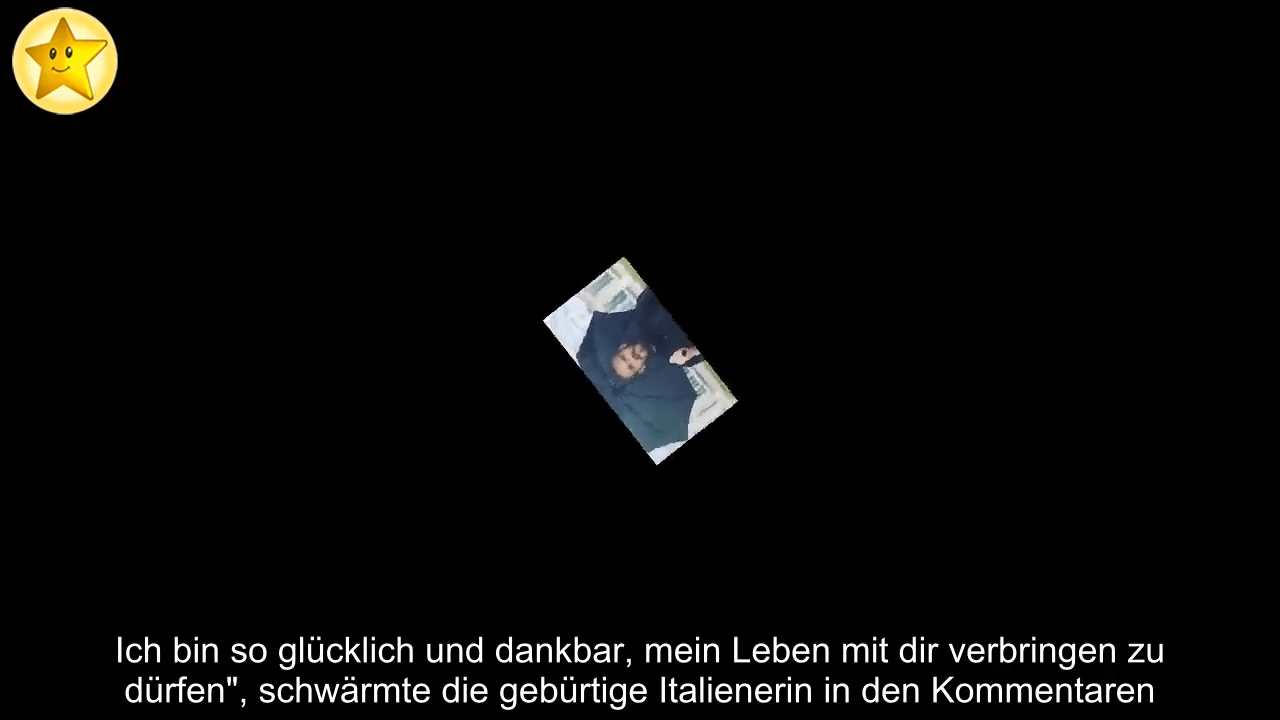 Ich bin so glücklich und dankbar, mein Leben mit dir verbringen zu
dürfen", schwärmte die gebürtige Italienerin in den Kommentaren